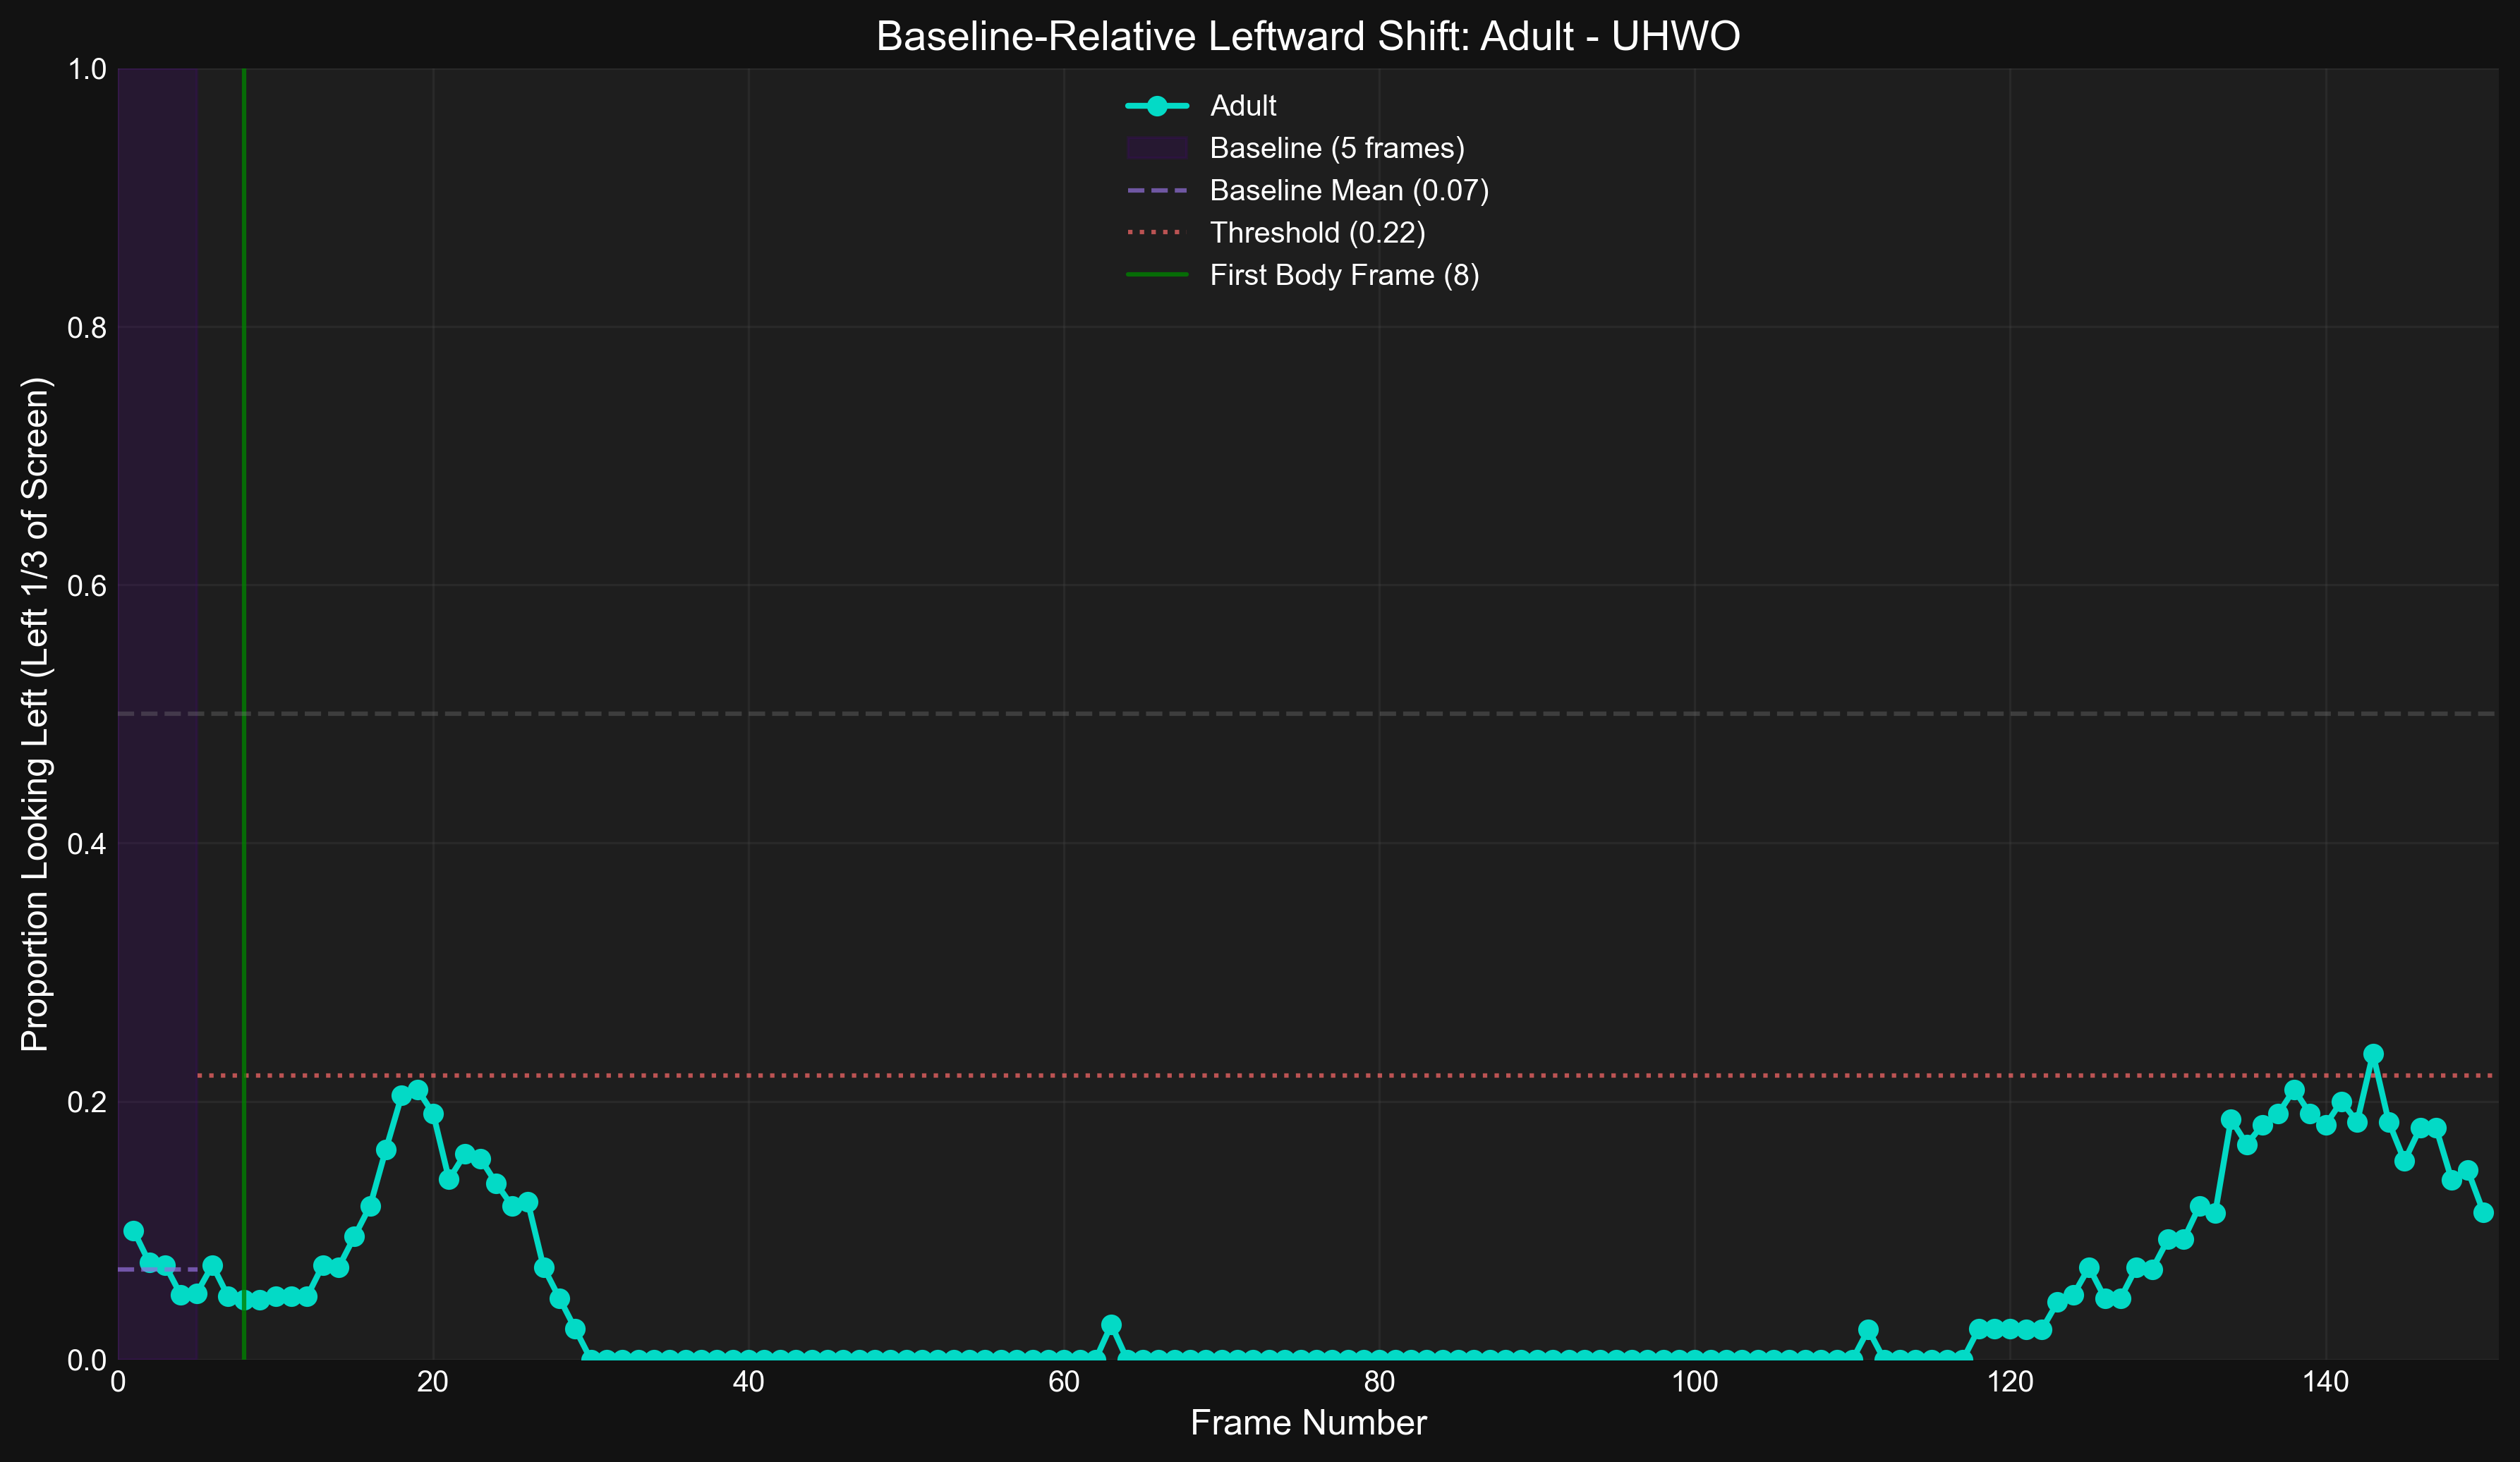 Baseline-Relative Leftward Shift: Adult - UHWO
Adult
Baseline (5 frames)
Baseline Mean (0.07)
Threshold (0.22)
First Body Frame (8)
Proportion Looking Left (Left 1/3 of Screen)
1.0
0.8
0.6
0.4
0.2
0.0
0 20 40 60 80 100 120 140
Frame Number